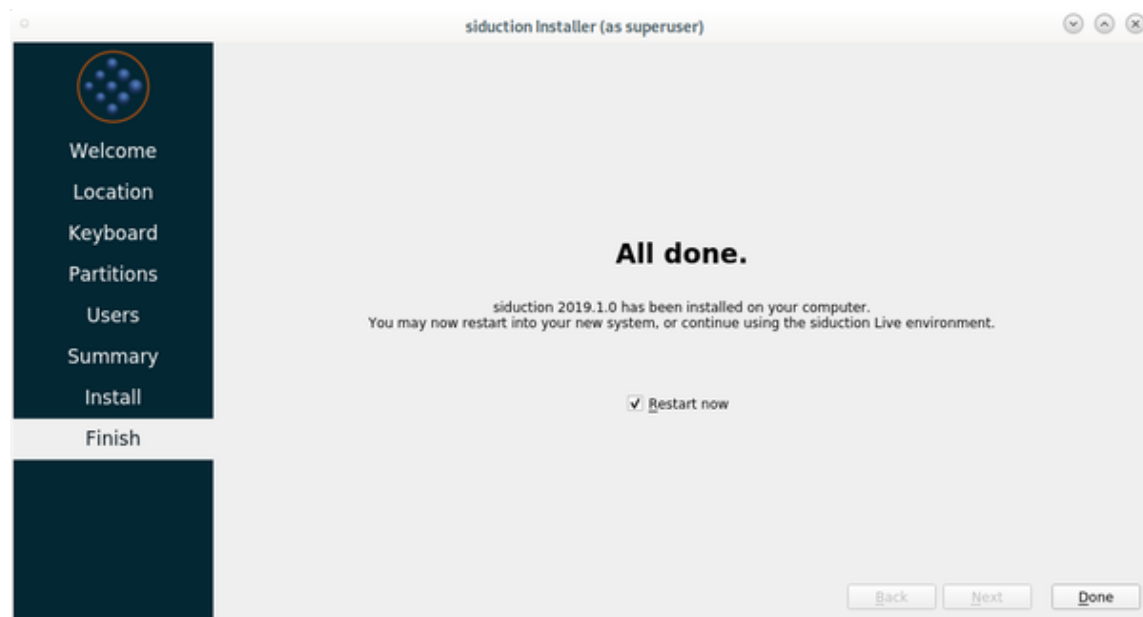 siduction Installer (as superuser)
Welcome
Location
Keyboard
Partitions
Users
Summary
Install
Finish
All done.
siduction 2019.1.0 has been installed on your computer.
You may now restart into your new system, or continue using the siduction Live environment.
Restart now
Back Next Done